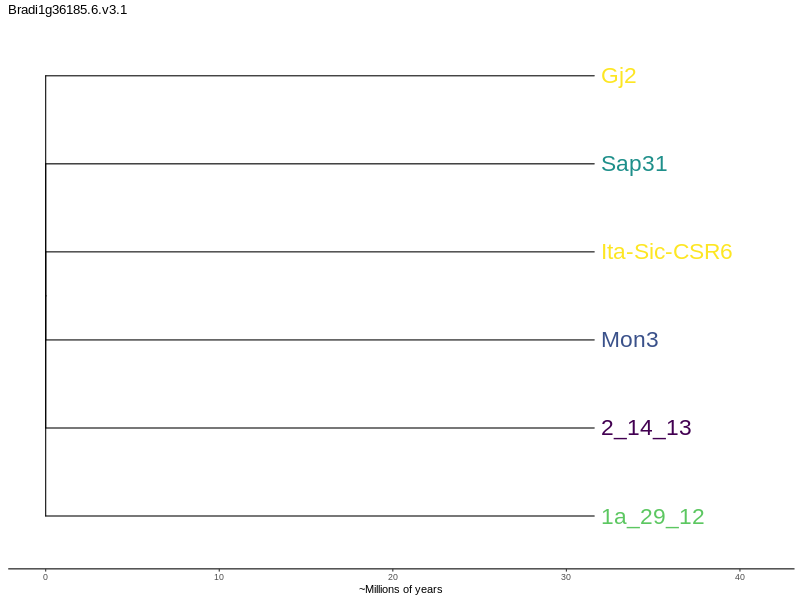 Bradi1g36185.6.v3.1
Gj2
Sap31
Ita-Sic-CSR6
Mon3
2_14_13
1a_29_12
0 10 20 30 40
~Millions of years